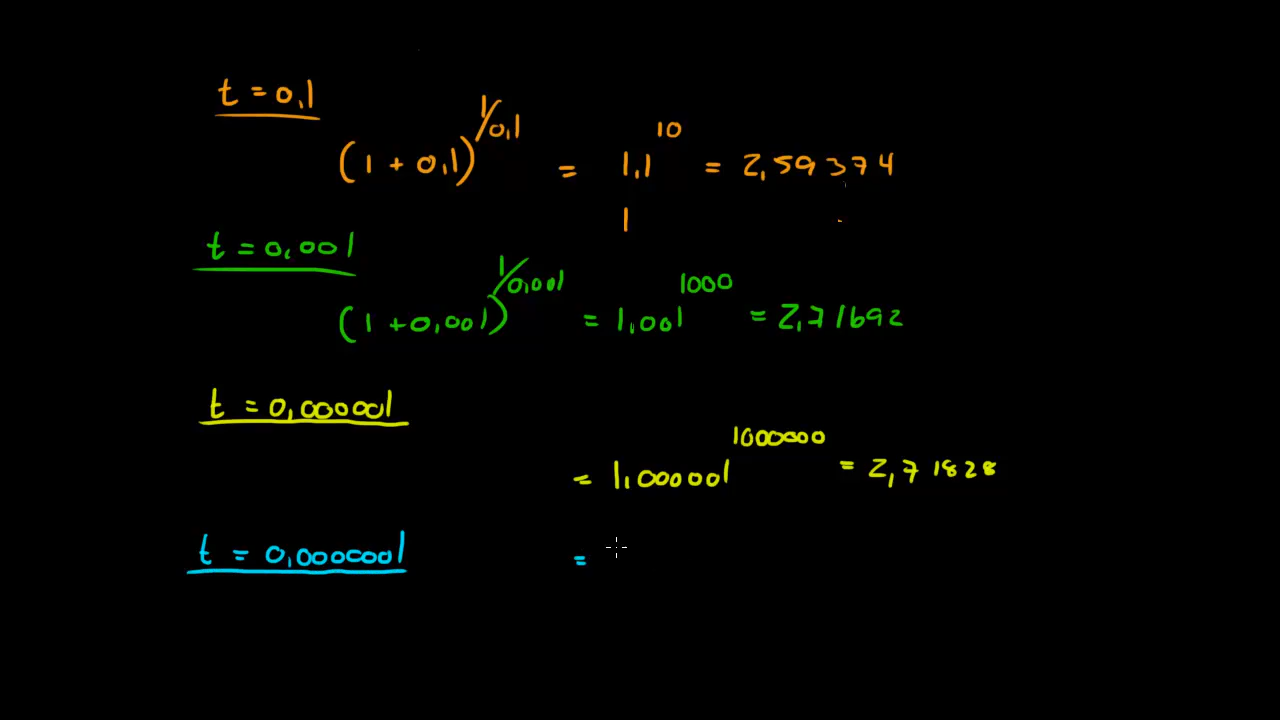 t = 0,1
(1 + 0,1)^1/0,1 = 1,1^10 = 2,59374
1
t = 0,001
(1 + 0,001)^1/0,001 = 1,001^1000 = 2,71692
t = 0,000001
= 1,000001^1000000 = 2,71828
t = 0,0000001 =